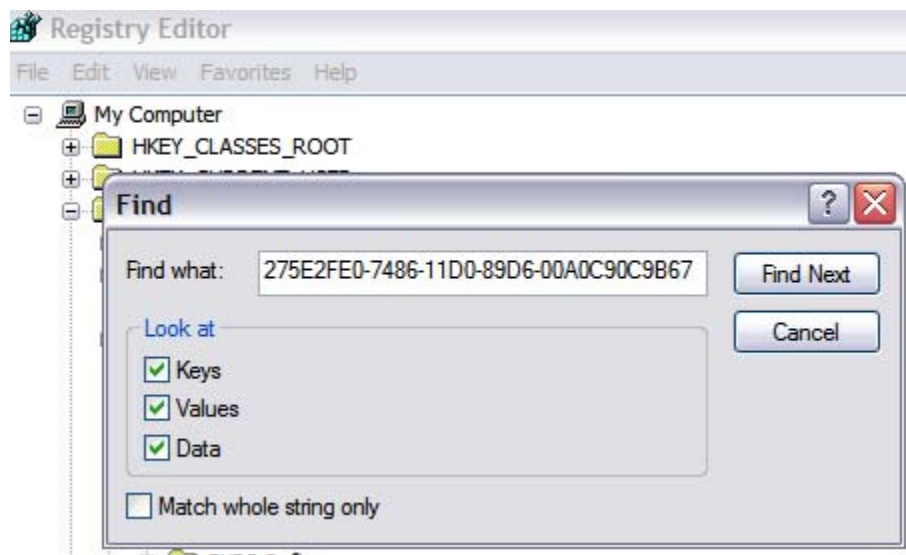 Registry Editor
File Edit View Favorites Help
My Computer
HKEY_CLASSES_ROOT
Find
Find what: 275E2FE0-7486-11D0-89D6-00A0C90C9B67 Find Next
Look at Cancel
Keys
Values
Data
Match whole string only